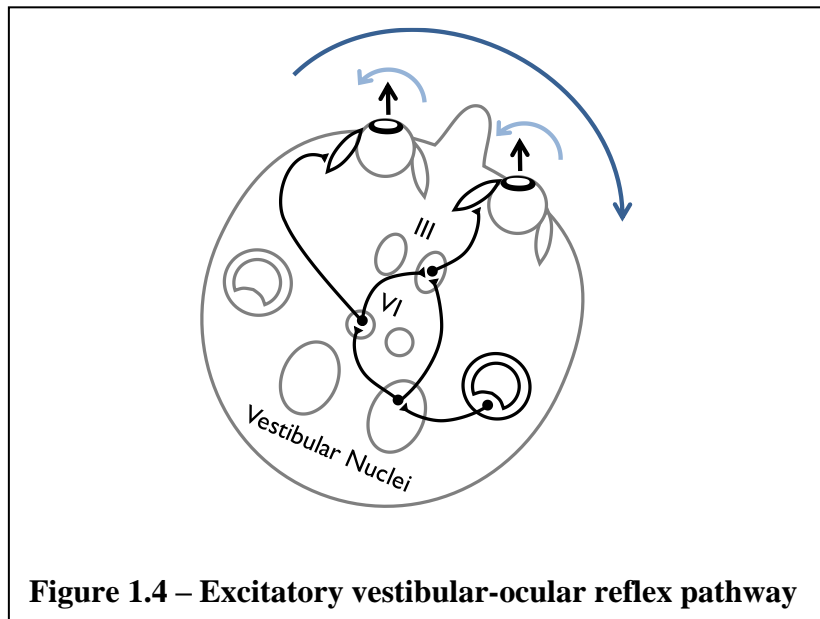 III
VI
Vestibular Nuclei
Figure 1.4 – Excitatory vestibular-ocular reflex pathway